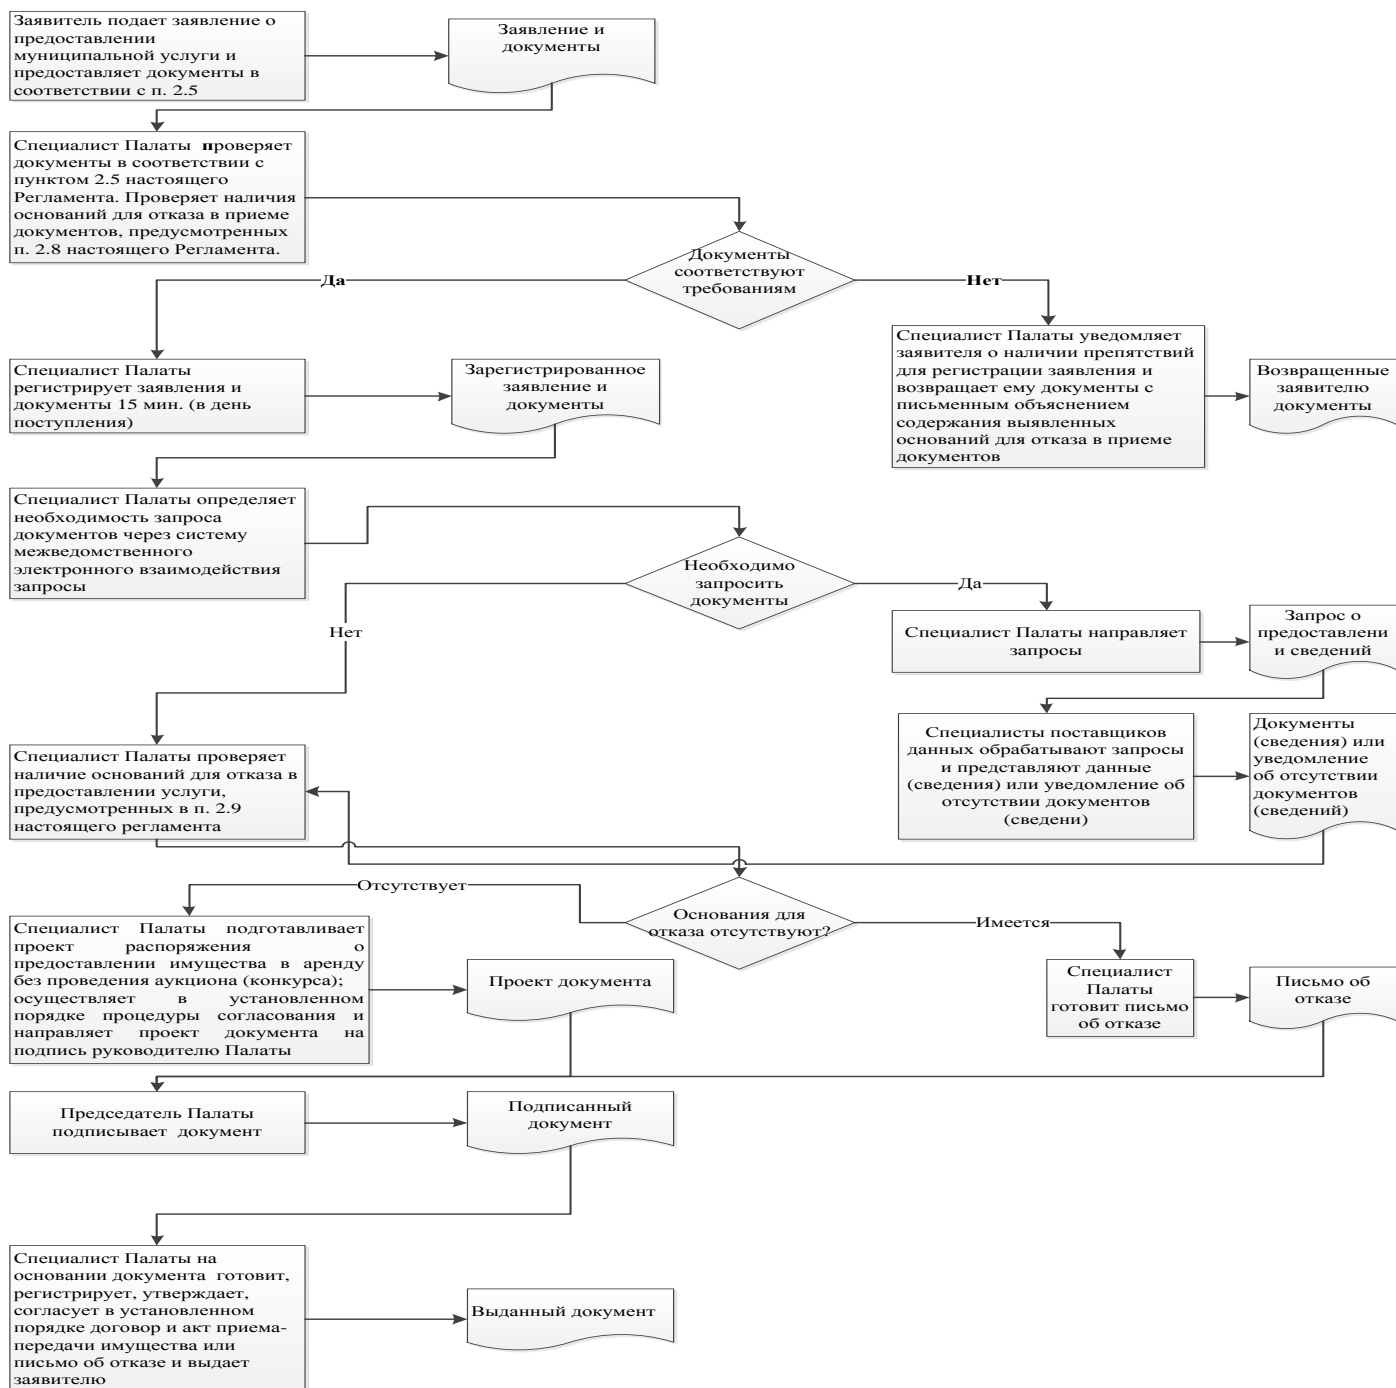 Заявитель подает заявление о
предоставлении
муниципальной услуги и
предоставляет документы в
соответствии с п. 2.5
Заявление и
документы
Специалист Палаты проверяет
документы в соответствии с
пунктом 2.5 настоящего
Регламента. Проверяет наличия
оснований для отказа в приеме
документов, предусмотренных
п. 2.8 настоящего Регламента.
Документы
соответствуют
требованиям
Да
Нет
Специалист Палаты
регистрирует заявления и
документы 15 мин. (в день
поступления)
Зарегистрированное
заявление и
документы
Специалист Палаты уведомляет
заявителя о наличии препятствий
для регистрации заявления и
возвращает ему документы с
письменным объяснением
содержания выявленных
оснований для отказа в приеме
документов
Возвращенные
заявителю
документы
Специалист Палаты определяет
необходимость запроса
документов через систему
межведомственного
электронного взаимодействия
запросы
Необходимо
запросить
документы
Да
Нет
Специалист Палаты направляет
запросы
Запрос о
предоставлени
и сведений
Специалисты поставщиков
данных обрабатывают запросы
и представляют данные
(сведения) или уведомление об
отсутствии документов
(сведени)
Документы
(сведения) или
уведомление
об отсутствии
документов
(сведений)
Специалист Палаты проверяет
наличие оснований для отказа в
предоставлении услуги,
предусмотренных в п. 2.9
настоящего регламента
Основания для
отказа отсутствуют?
Отсутствует
Имеется
Специалист Палаты подготавливает
проект распоряжения о
предоставлении имущества в аренду
без проведения аукциона (конкурса);
осуществляет в установленном
порядке процедуры согласования и
направляет проект документа на
подпись руководителю Палаты
Проект документа
Специалист
Палаты
готовит письмо
об отказе
Письмо об
отказе
Председатель Палаты
подписывает документ
Подписанный
документ
Специалист Палаты на
основании документа готовит,
регистрирует, утверждает,
согласует в установленном
порядке договор и акт приема-
передачи имущества или
письмо об отказе и выдает
заявителю
Выданный документ